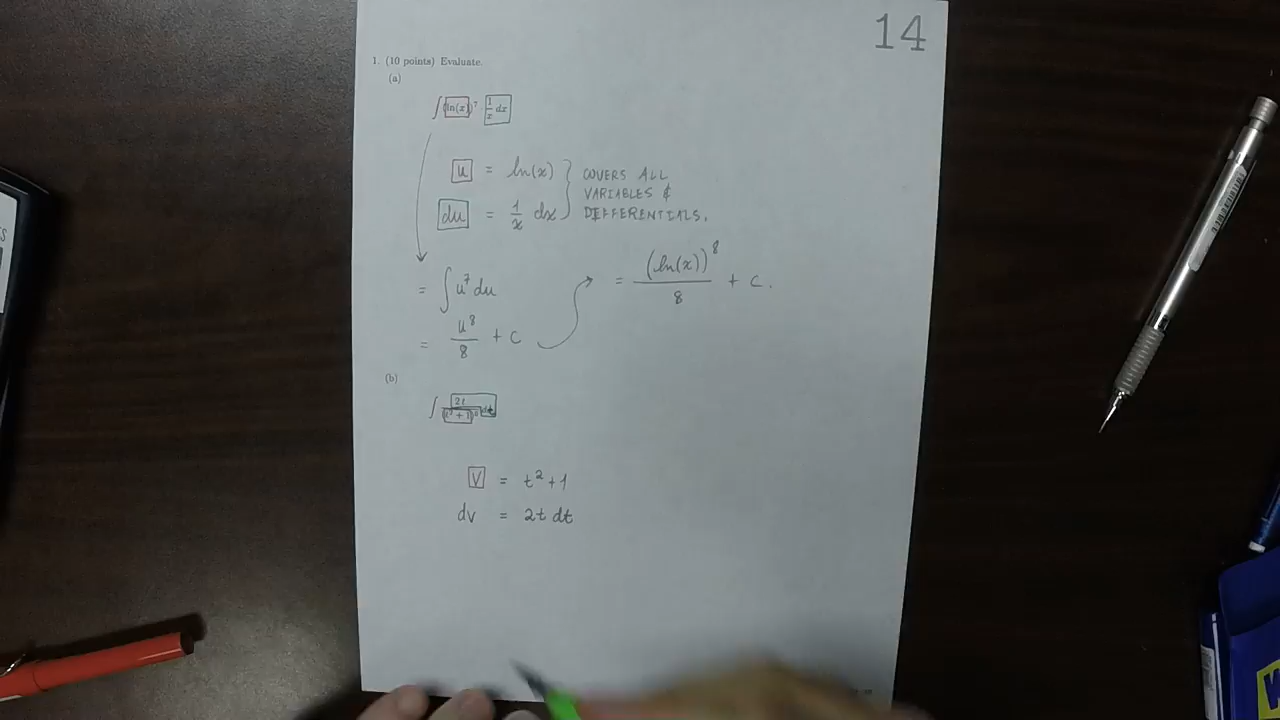 14
1. (10 points) Evaluate.
(a)
∫ (ln(x))⁷ 1/x dx
u = ln(x) } COVERS ALL
VARIABLES &
du = 1/x dx DIFFERENTIALS.
= ∫ u⁷ du
= u⁸/8 + C
= (ln(x))⁸/8 + C.
(b)
v = t² + 1
dv = 2t dt